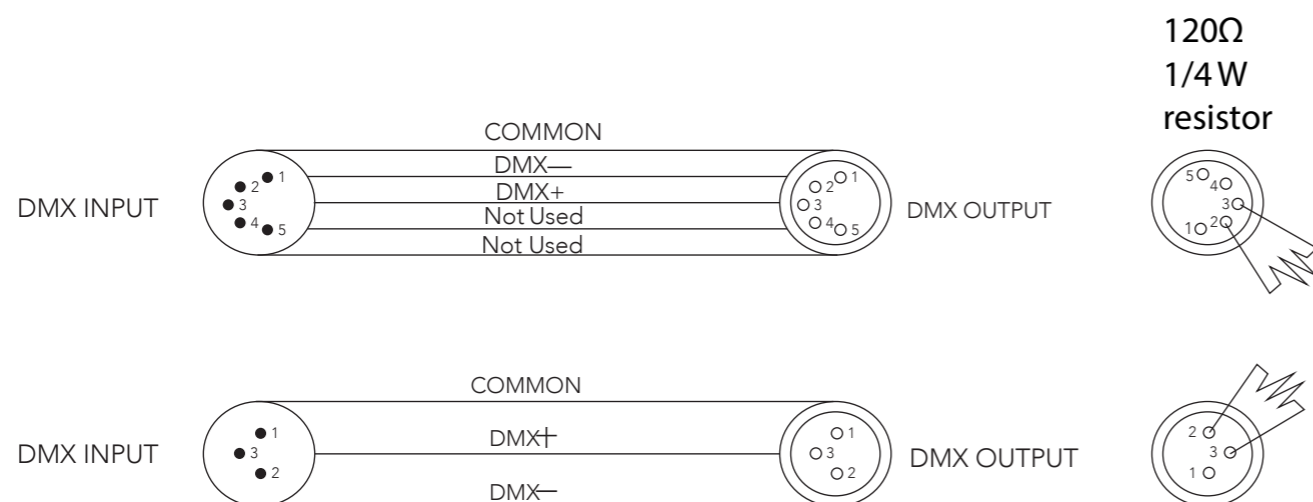 120Ω
1/4 W
resistor
COMMON
DMX—
DMX+
Not Used
Not Used
DMX INPUT
1
2
3
4
5
1
2
3
4
5
DMX OUTPUT
5
4
3
2
1
COMMON
DMX+
DMX—
DMX INPUT
1
3
2
1
3
2
DMX OUTPUT
2
3
1